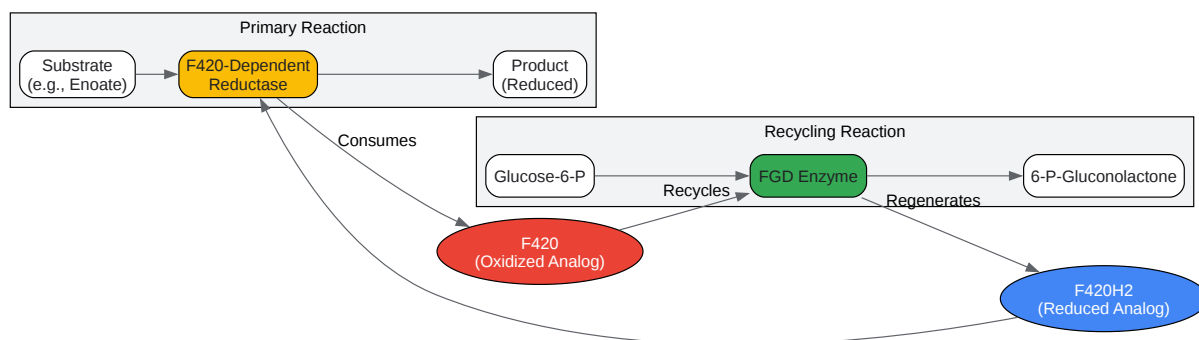 Primary Reaction
Substrate
(e.g., Enoate)
F420-Dependent
Reductase
Product
(Reduced)
Consumes
Recycling Reaction
Glucose-6-P
FGD Enzyme
6-P-Gluconolactone
Recycles
Regenerates
F420
(Oxidized Analog)
F420H2
(Reduced Analog)